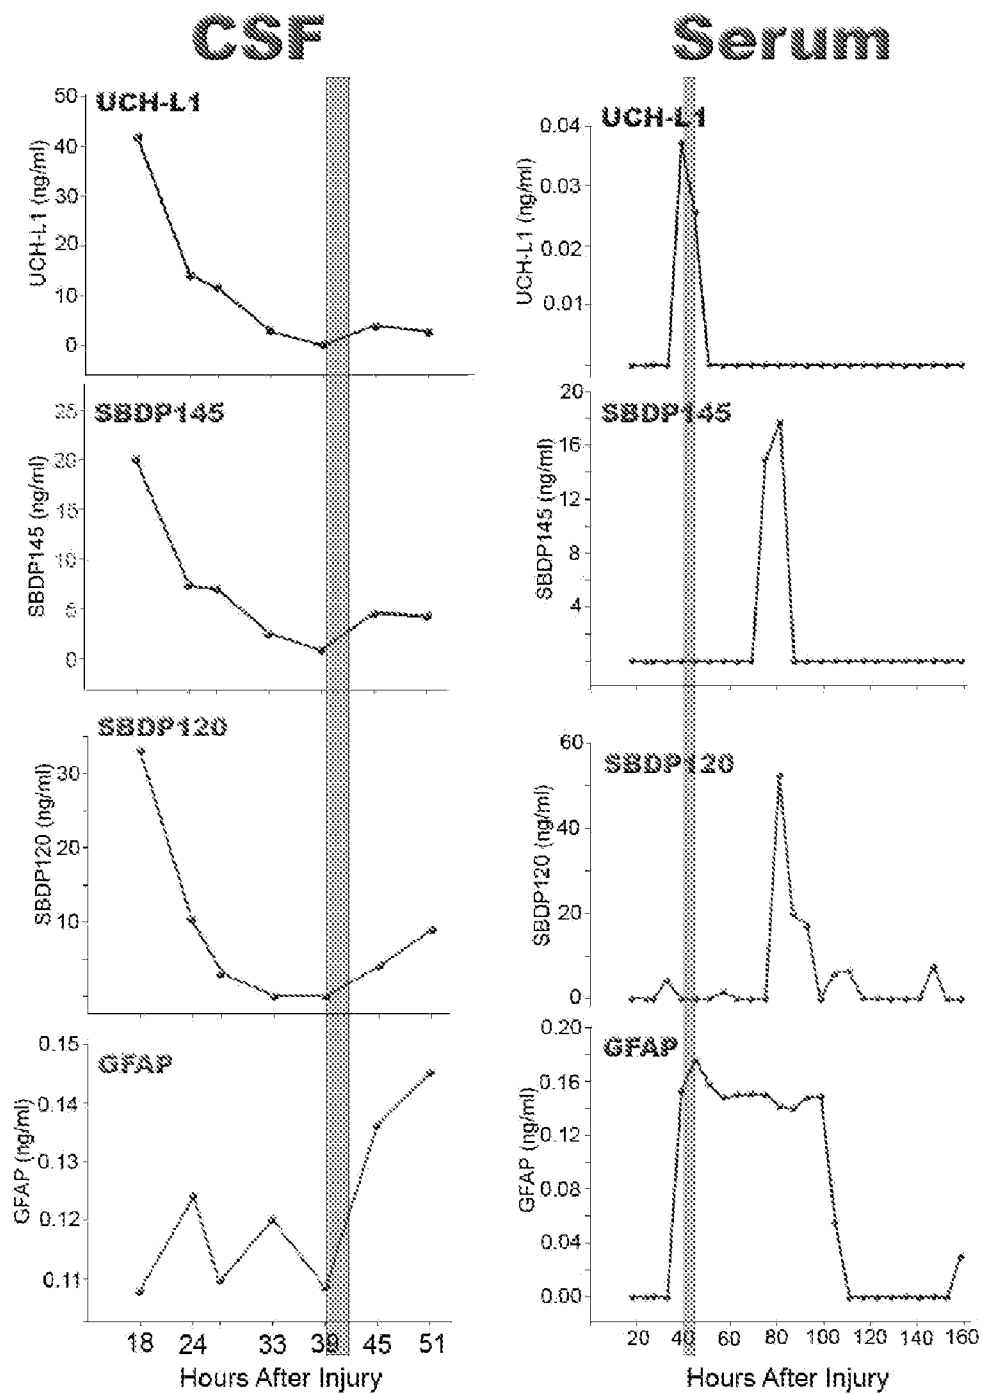 CSF
UCH-L1
UCH-L1 (ng/ml)
50
40
30
20
10
0
SBDP145
SBDP145 (ng/ml)
25
20
15
10
5
0
SBDP120
SBDP120 (ng/ml)
30
20
10
GFAP
GFAP (ng/ml)
0.15
0.14
0.13
0.12
0.11
18 24 33 39 45 51
Hours After Injury
Serum
UCH-L1
UCH-L1 (ng/ml)
0.04
0.03
0.02
0.01
SBDP145
SBDP145 (ng/ml)
20
16
12
8
4
SBDP120
SBDP120 (ng/ml)
60
40
20
0
GFAP
GFAP (ng/ml)
0.20
0.16
0.12
0.08
0.04
0.00
20 40 60 80 100 120 140 160
Hours After Injury